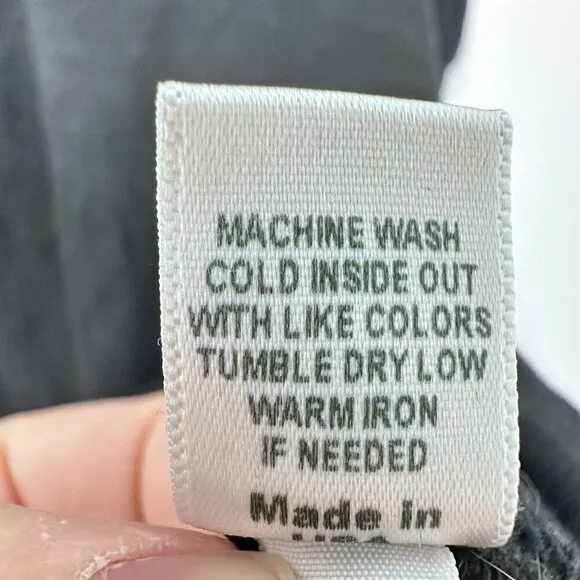 MACHINE WASH
COLD INSIDE OUT
WITH LIKE COLORS
TUMBLE DRY LOW
WARM IRON
IF NEEDED
Made in